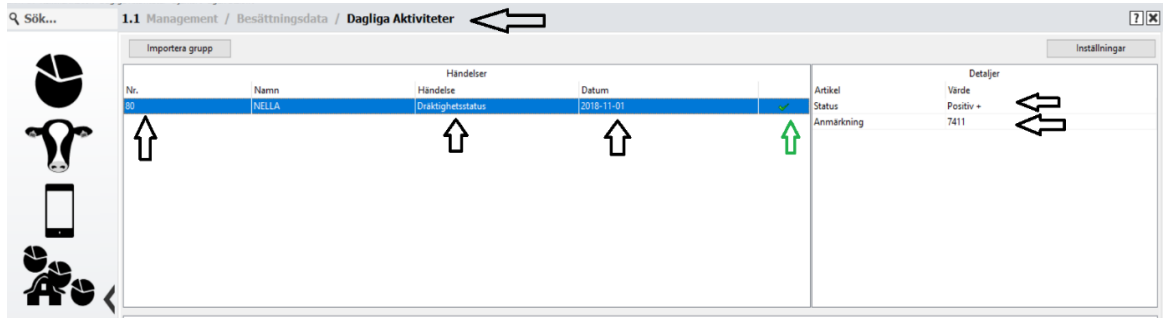 Sök...
1.1 Management / Besättningsdata / Dagliga Aktiviteter
?
Importera grupp
Inställningar
Händelser
Nr. Namn Händelse Datum
80 NELLA Dräktighetsstatus 2018-11-01
Detaljer
Artikel Värde
Status Positiv +
Anmärkning 7411